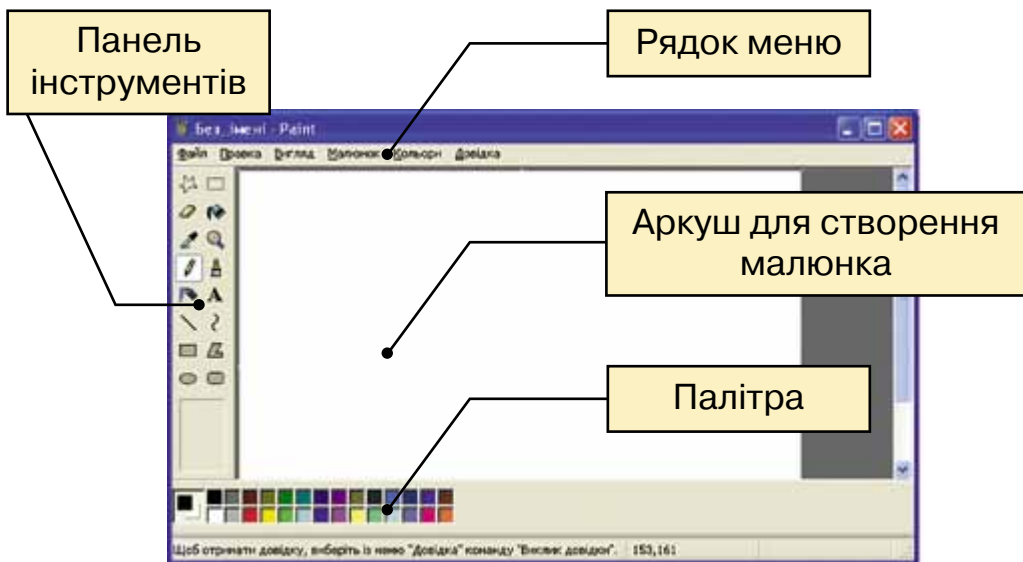 Панель
інструментів
Рядок меню
Без_імені - Paint
Файл Правка Вигляд Малюнок Кольори Довідка
Аркуш для створення
малюнка
A
Палітра
Щоб отримати довідку, виберіть із меню "Довідка" команду "Виклик довідки". 153,161